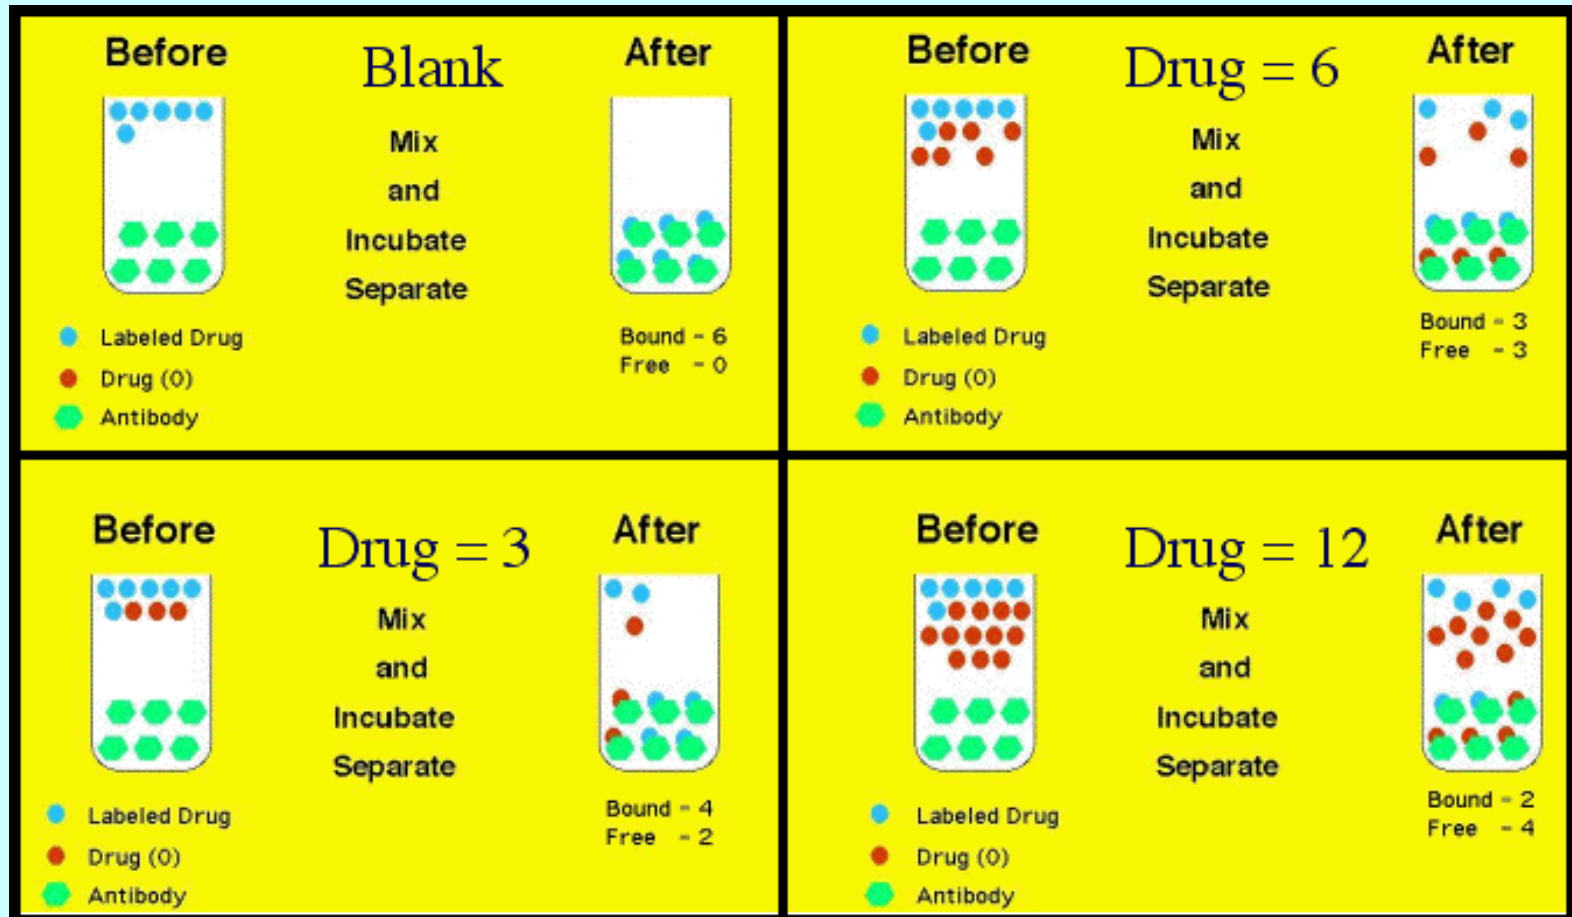 Before
Blank
After
Mix
and
Incubate
Separate
Labeled Drug
Drug (0)
Antibody
Bound - 6
Free - 0
Before
Drug = 6
After
Mix
and
Incubate
Separate
Labeled Drug
Drug (0)
Antibody
Bound - 3
Free - 3
Before
Drug = 3
After
Mix
and
Incubate
Separate
Labeled Drug
Drug (0)
Antibody
Bound - 4
Free - 2
Before
Drug = 12
After
Mix
and
Incubate
Separate
Labeled Drug
Drug (0)
Antibody
Bound - 2
Free - 4